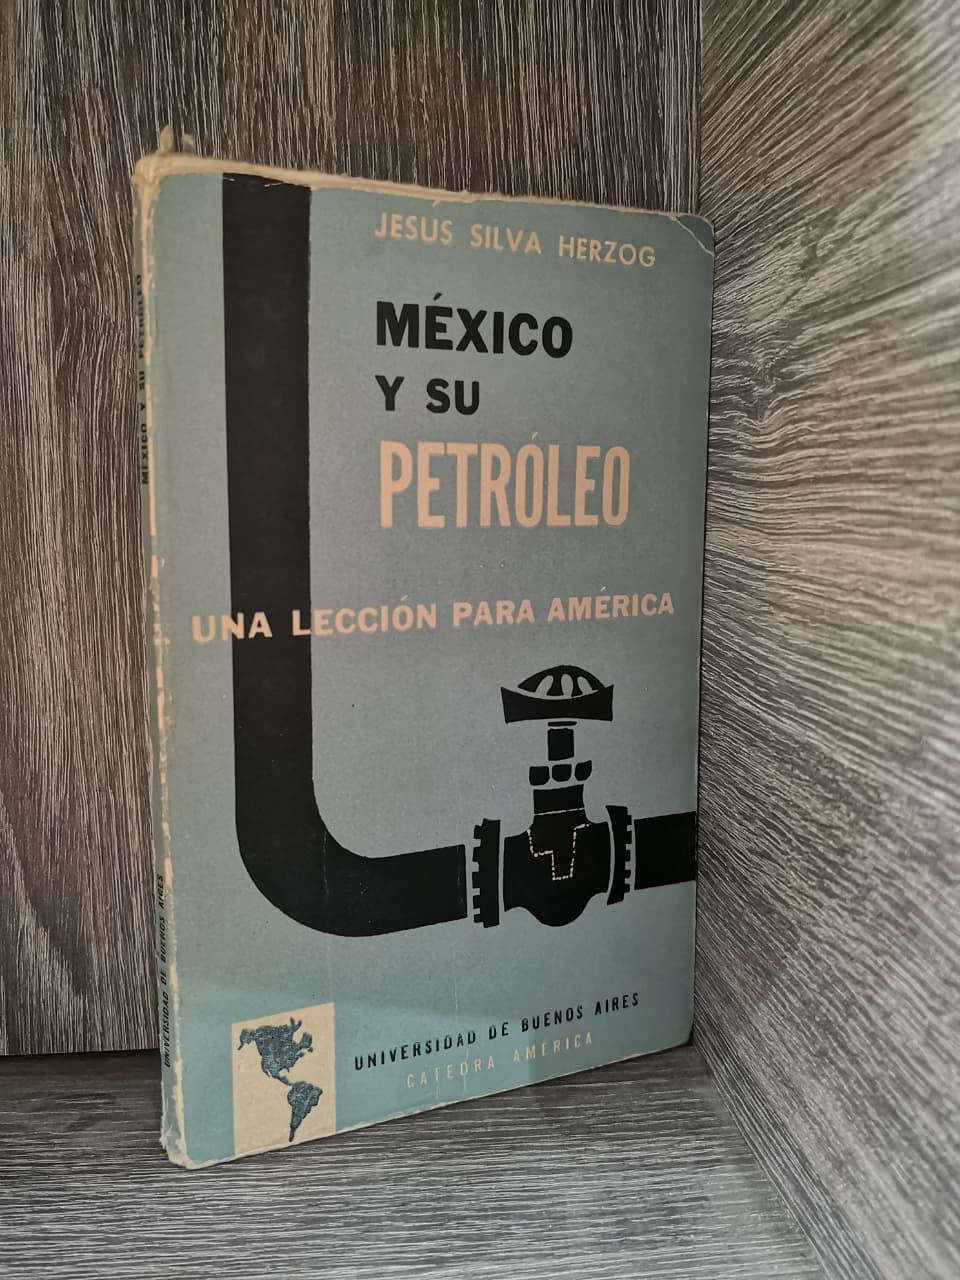 JESÚS SILVA HERZOG
MÉXICO
Y SU
PETRÓLEO
UNA LECCIÓN PARA AMÉRICA
UNIVERSIDAD DE BUENOS AIRES
CATEDRA AMERICA
MÉXICO Y SU PETRÓLEO
UNIVERSIDAD DE BUENOS AIRES